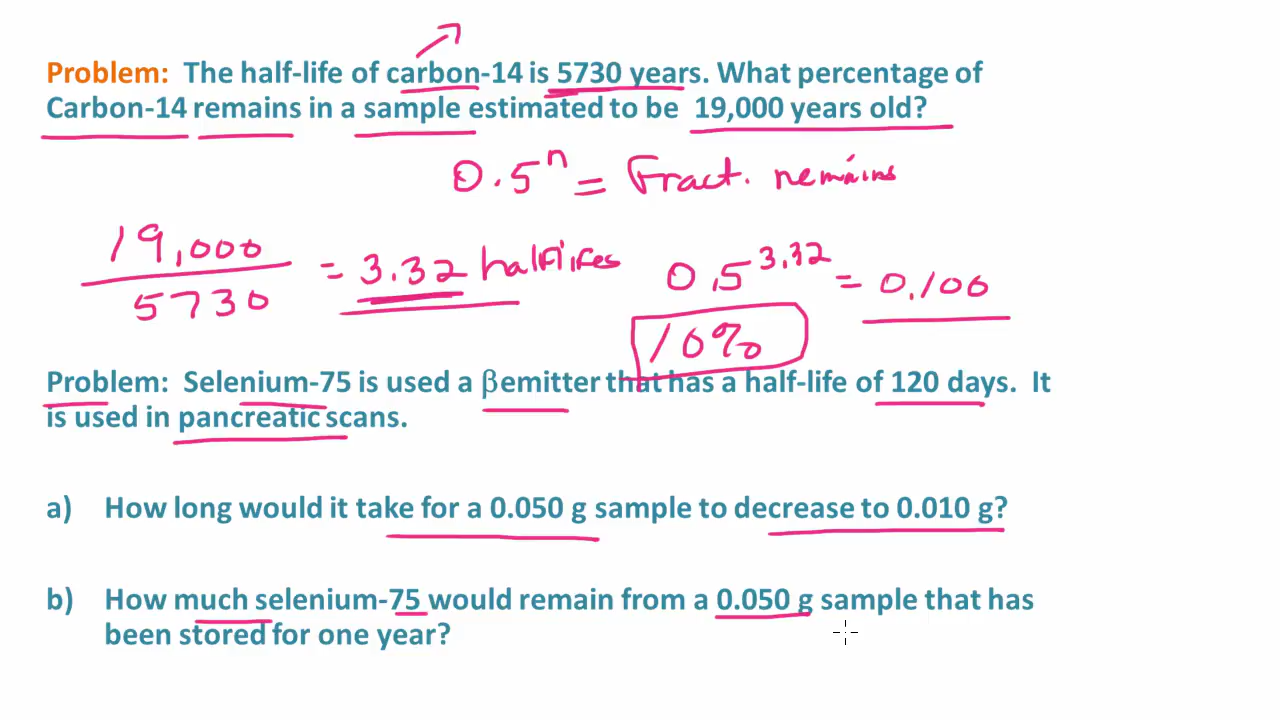 Problem: The half-life of carbon-14 is 5730 years. What percentage of
Carbon-14 remains in a sample estimated to be 19,000 years old?
0.5^n = Fract. remains
19,000
5730
= 3.32 halflifes
0.5^3.32 = 0.100
10%
Problem: Selenium-75 is used a β emitter that has a half-life of 120 days. It
is used in pancreatic scans.
a) How long would it take for a 0.050 g sample to decrease to 0.010 g?
b) How much selenium-75 would remain from a 0.050 g sample that has
been stored for one year?